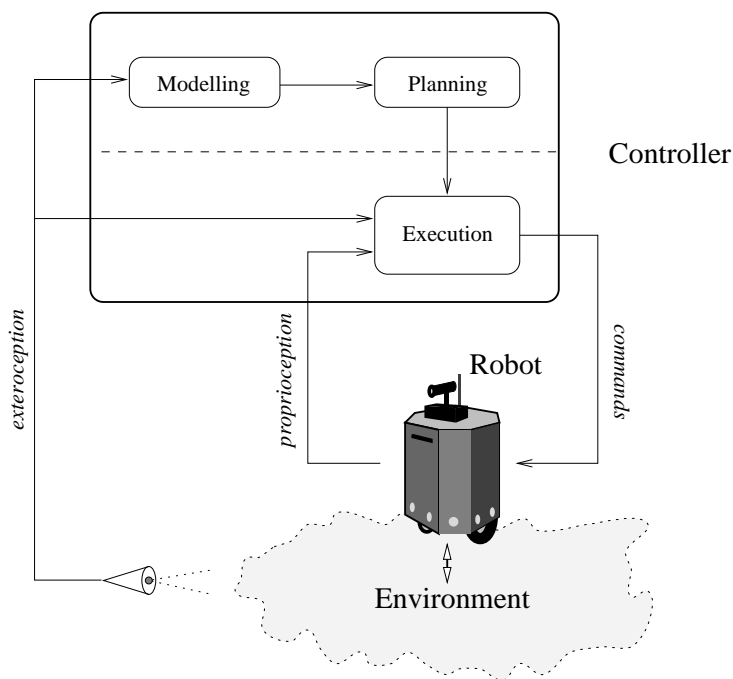 Modelling
Planning
Controller
Execution
exteroception
proprioception
commands
Robot
Environment